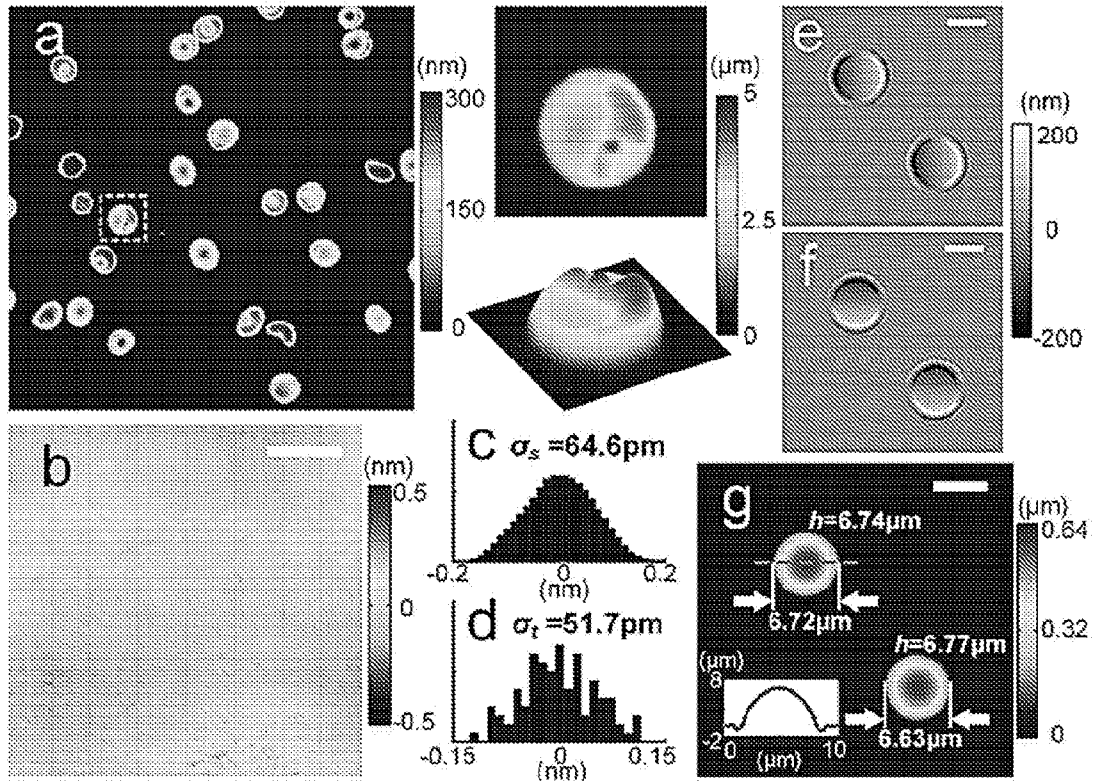 a
(nm)
300
150
0
(µm)
5
2.5
0
e
f
(nm)
200
0
-200
b
(nm)
0.5
0
-0.5
c σs =64.6pm
-0.2 0 0.2
(nm)
d σt =51.7pm
-0.15 0 0.15
(nm)
g
h=6.74µm
6.72µm
h=6.77µm
6.63µm
(µm)
8
-2
0 10
(µm)
(µm)
0.64
0.32
0